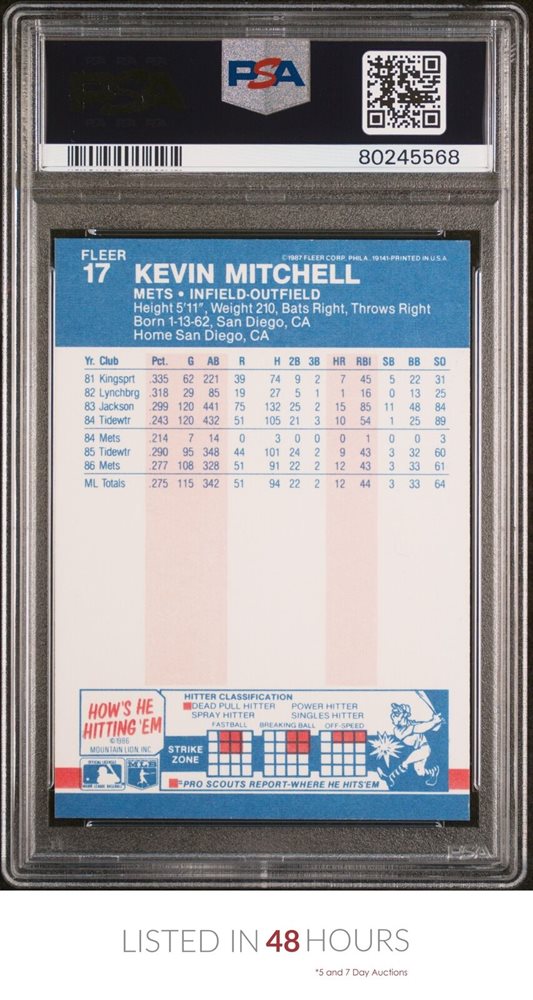 PSA
80245568
FLEER
17 KEVIN MITCHELL
©1987 FLEER CORP. PHILA. 19141-PRINTED IN U.S.A.
METS • INFIELD-OUTFIELD
Height 5'11", Weight 210, Bats Right, Throws Right
Born 1-13-62, San Diego, CA
Home San Diego, CA
Yr. Club Pct. G AB R H 2B 3B HR RBI SB BB SO
81 Kingsprt .335 62 221 39 74 9 2 7 45 5 22 31
82 Lynchbrg .318 29 85 19 27 5 1 1 16 0 13 25
83 Jackson .299 120 441 75 132 25 2 15 85 11 48 84
84 Tidewtr .243 120 432 51 105 21 3 10 54 1 25 89
84 Mets .214 7 14 0 3 0 0 0 1 0 0 3
85 Tidewtr .290 95 348 44 101 24 2 9 43 3 32 60
86 Mets .277 108 328 51 91 22 2 12 43 3 33 61
ML Totals .275 115 342 51 94 22 2 12 44 3 33 64
HOW'S HE
HITTING 'EM
©1986
MOUNTAIN LION INC.
HITTER CLASSIFICATION
DEAD PULL HITTER POWER HITTER
SPRAY HITTER SINGLES HITTER
FASTBALL BREAKING BALL OFF-SPEED
STRIKE
ZONE
=PRO SCOUTS REPORT-WHERE HE HITS'EM
MLB
PSA
LISTED IN 48 HOURS
*5 and 7 Day Auctions